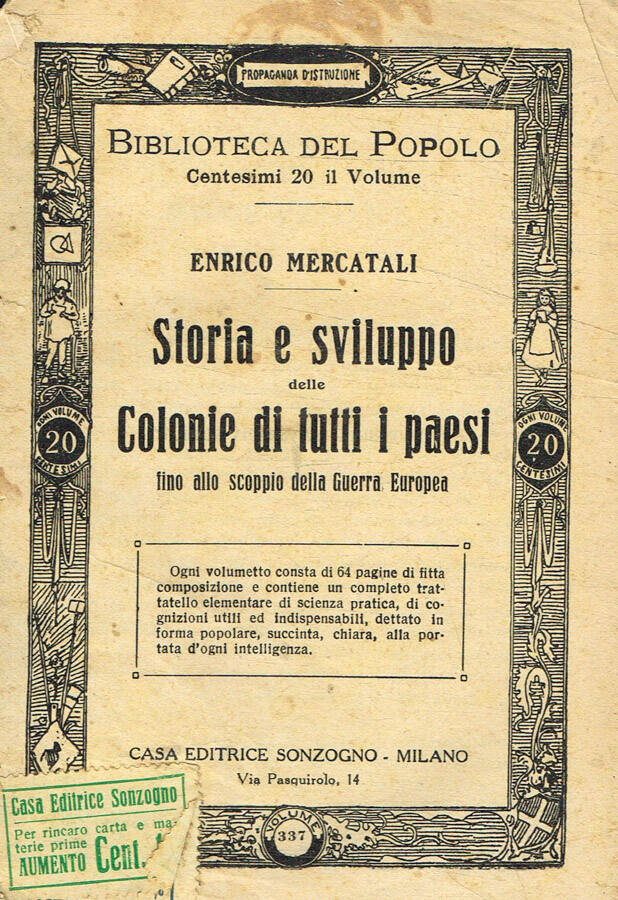 PROPAGANDA D'ISTRUZIONE
BIBLIOTECA DEL POPOLO
Centesimi 20 il Volume
ENRICO MERCATALI
Storia e sviluppo
delle
Colonie di tutti i paesi
fino allo scoppio della Guerra Europea
OGNI VOLUME
20
CENTESIMI
OGNI VOLUME
20
CENTESIMI
Ogni volumetto consta di 64 pagine di fitta
composizione e contiene un completo trat-
tatello elementare di scienza pratica, di co-
gnizioni utili ed indispensabili, dettato in
forma popolare, succinta, chiara, alla por-
tata d'ogni intelligenza.
CASA EDITRICE SONZOGNO - MILANO
Via Pasquirolo, 14
Casa Editrice Sonzogno
Per rincaro carta e ma-
terie prime
AUMENTO Cent.
VOLUME
337